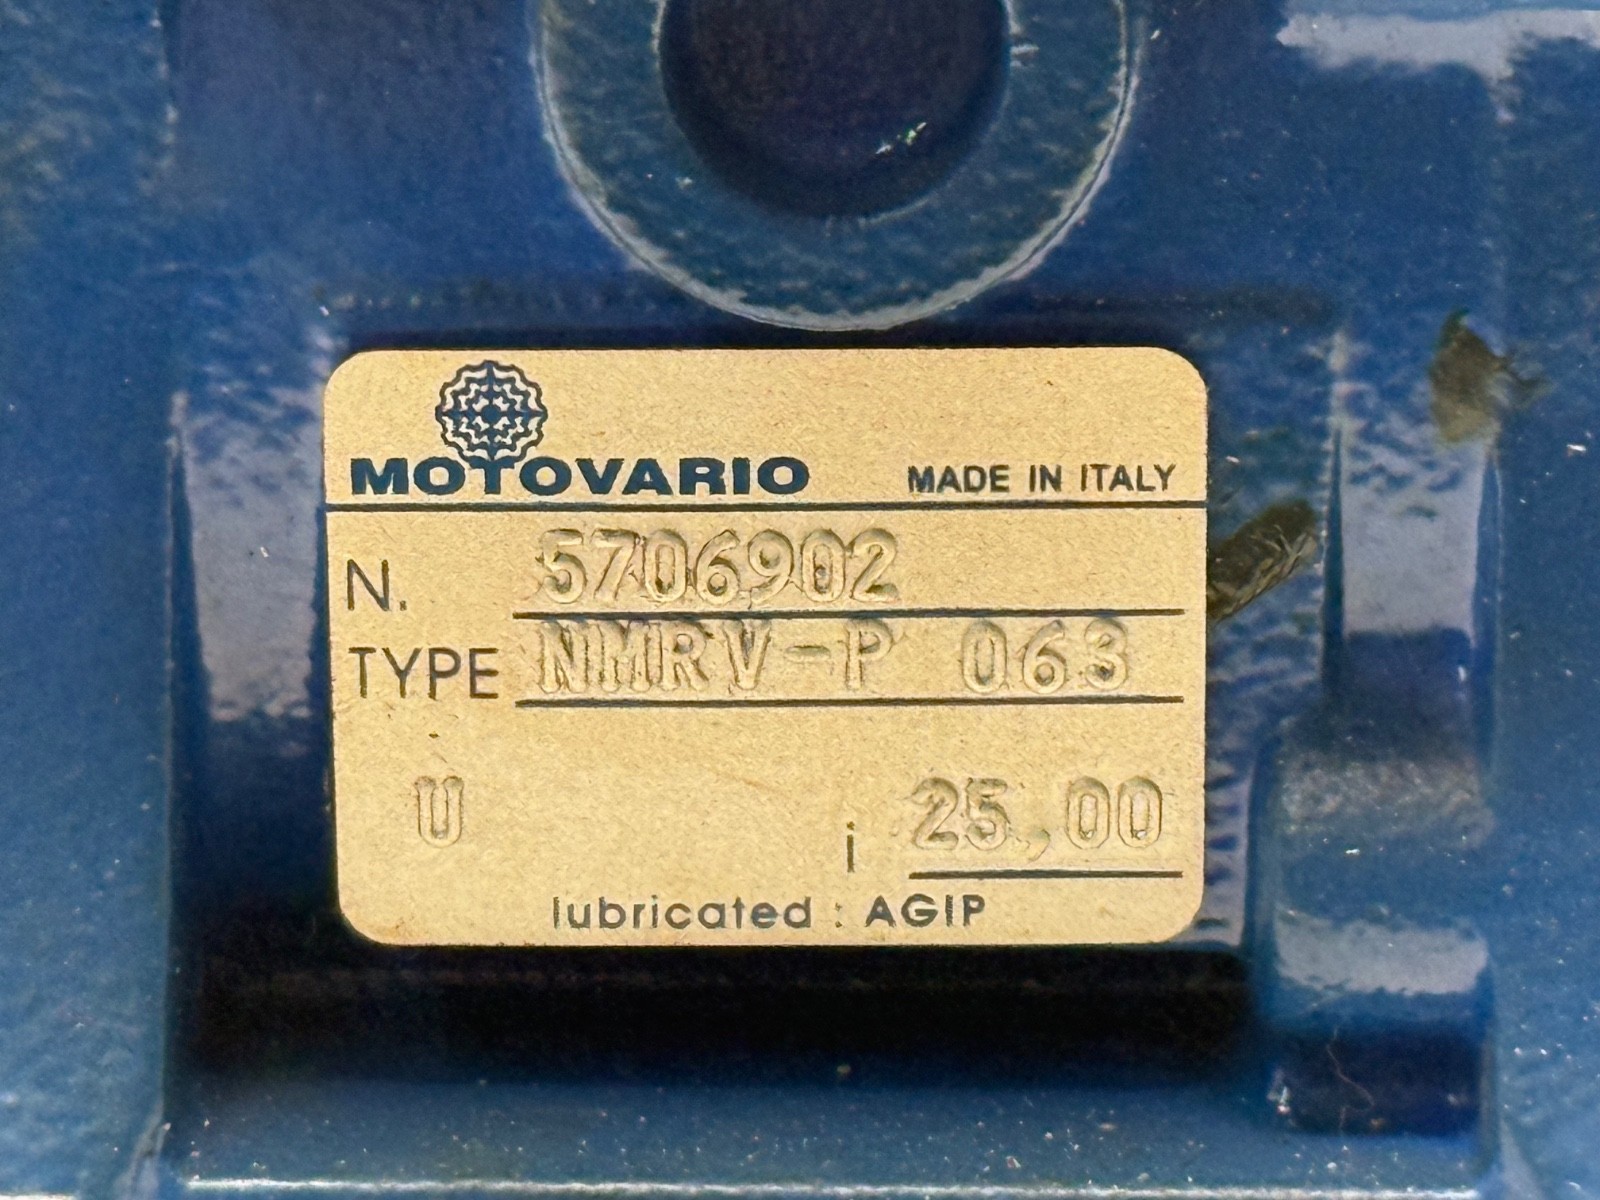 MOTOVARIO MADE IN ITALY
N. 5706902
TYPE NMRV-P 063
U i 25,00
lubricated : AGIP